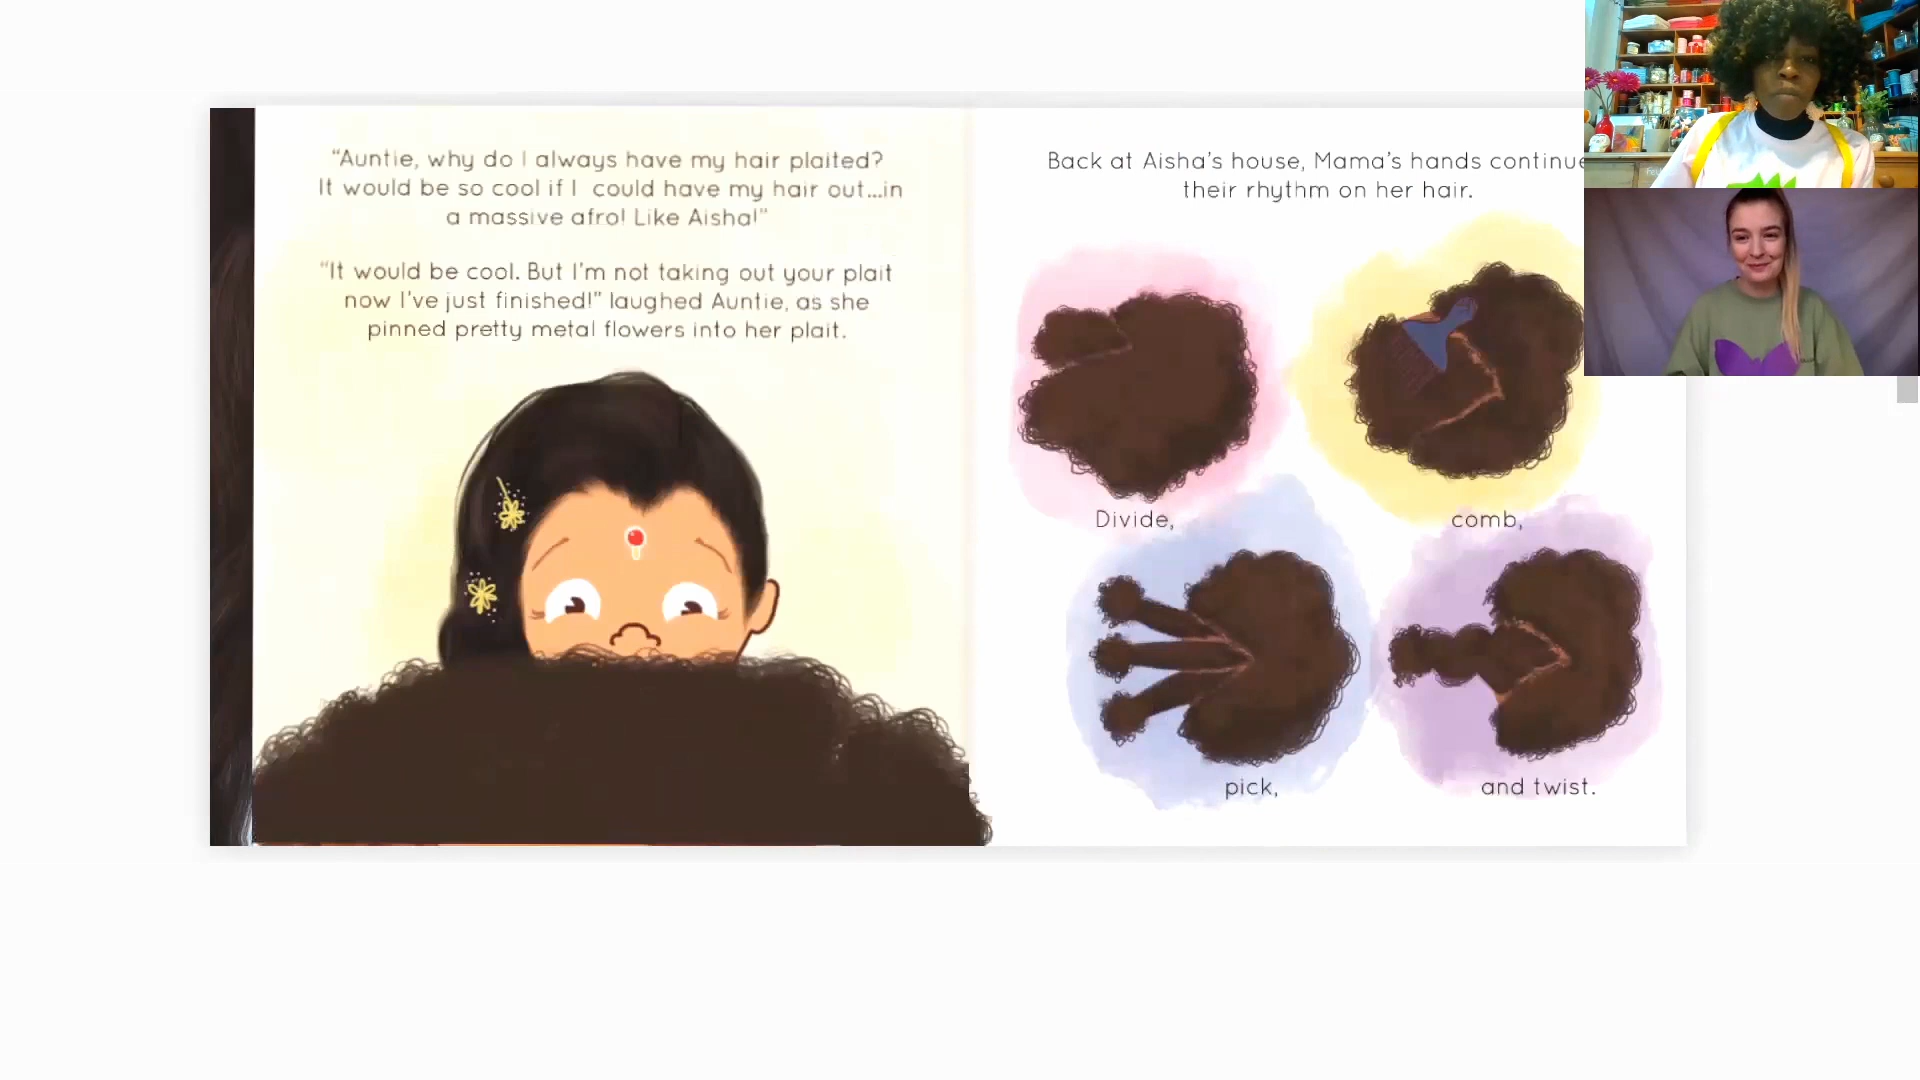 “Auntie, why do I always have my hair plaited?
It would be so cool if I could have my hair out...in
a massive afro! Like Aisha!”
“It would be cool. But I’m not taking out your plait
now I’ve just finished!” laughed Auntie, as she
pinned pretty metal flowers into her plait.
Back at Aisha’s house, Mama’s hands continue
their rhythm on her hair.
Divide,
comb,
pick,
and twist.